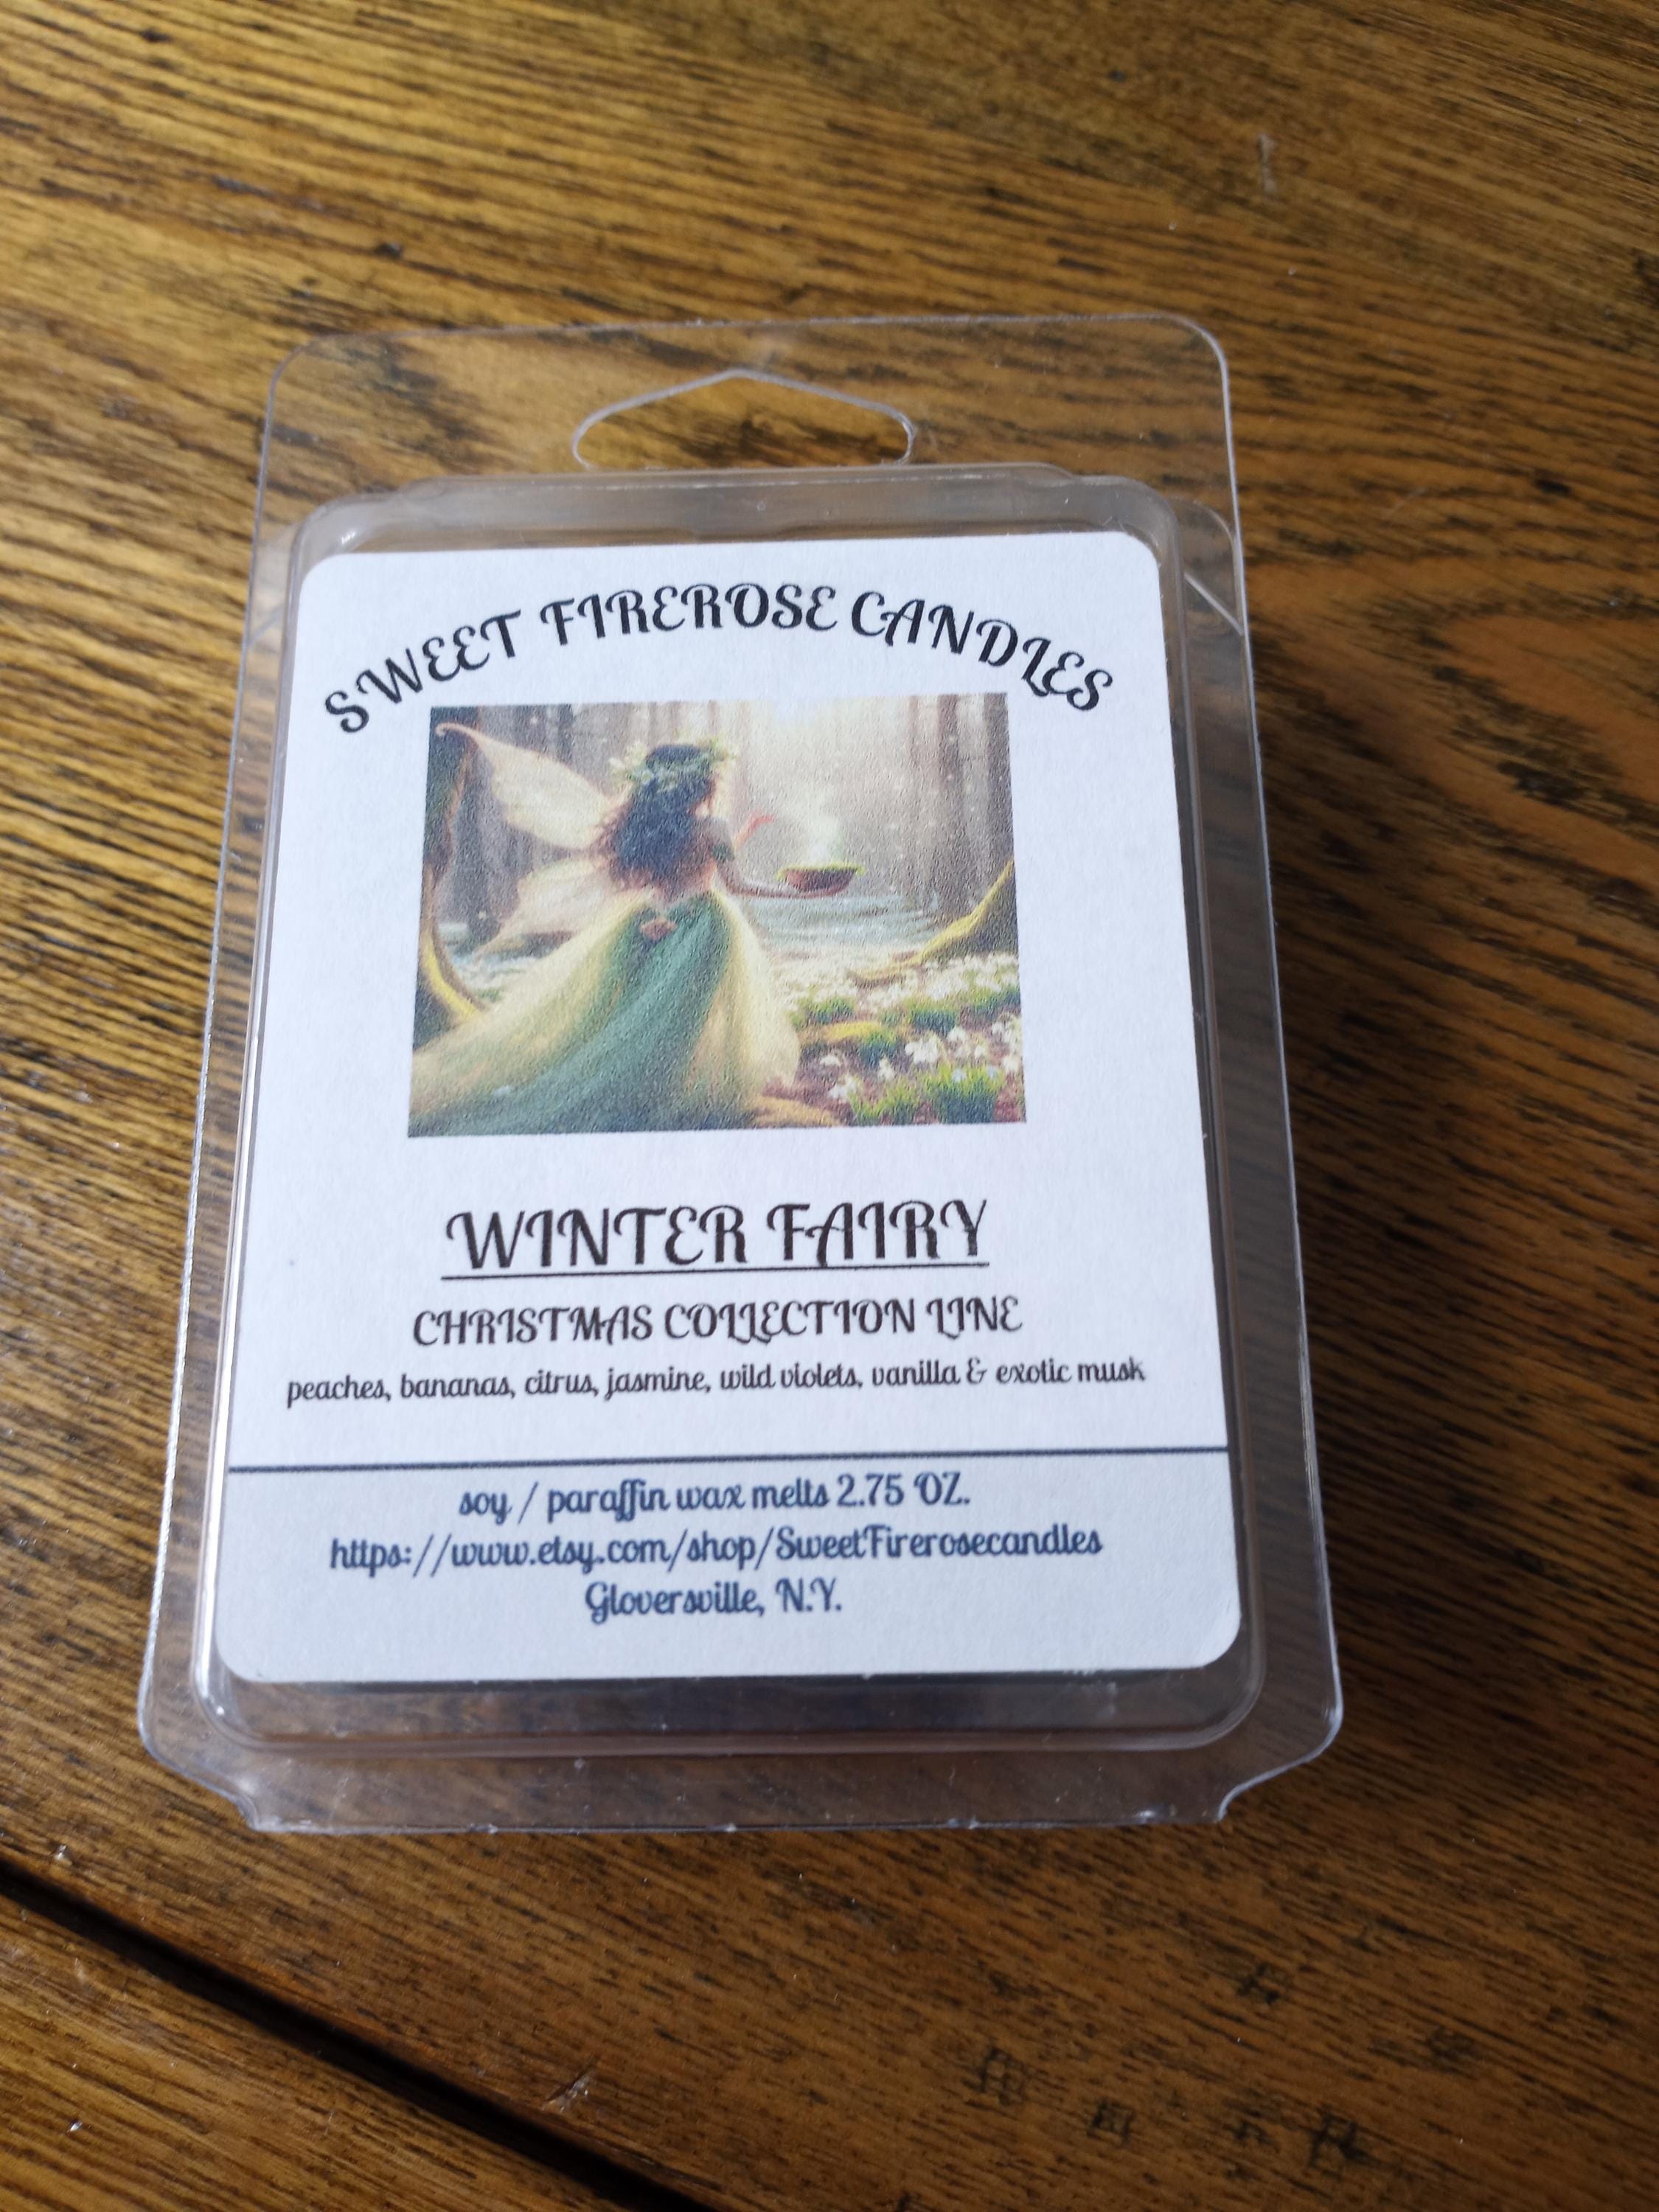 SWEET FIREROSE CANDLES
WINTER FAIRY
CHRISTMAS COLLECTION LINE
peaches, bananas, citrus, jasmine, wild violets, vanilla & exotic musk
soy / paraffin wax melts 2.75 OZ.
https://www.etsy.com/shop/SweetFirerosecandles
Gloversville, N.Y.